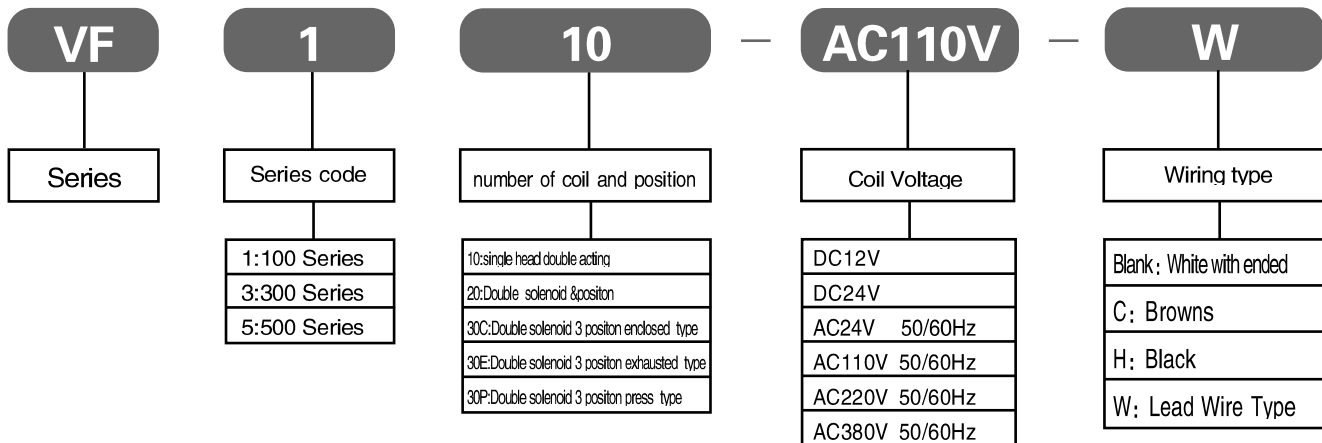 VF 1 10 — AC110V — W
Series
Series code
number of coil and position
Coil Voltage
Wiring type
1:100 Series
3:300 Series
5:500 Series
10:single head double acting
20:Double solenoid &positon
30C:Double solenoid 3 positon enclosed type
30E:Double solenoid 3 positon exhausted type
30P:Double solenoid 3 positon press type
DC12V
DC24V
AC24V 50/60Hz
AC110V 50/60Hz
AC220V 50/60Hz
AC380V 50/60Hz
Blank: White with ended
C: Browns
H: Black
W: Lead Wire Type